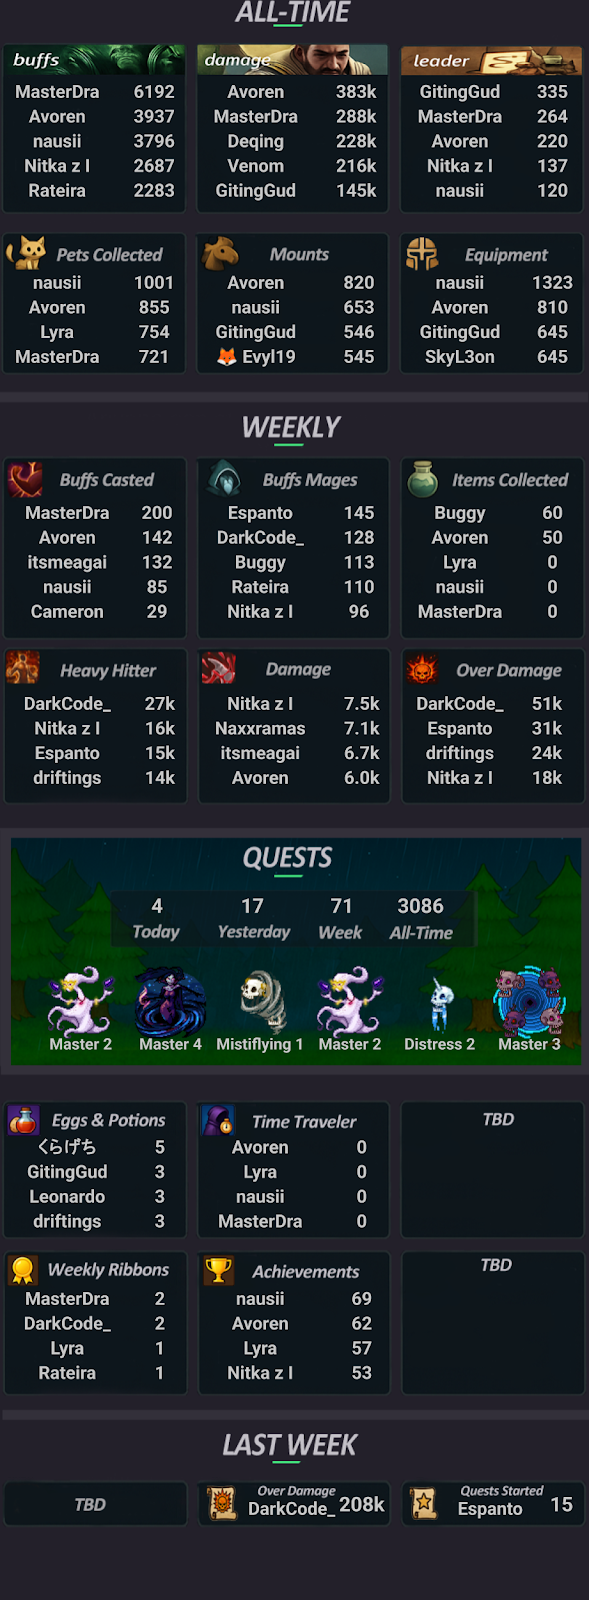 ALL-TIME
buffs
MasterDra 6192
Avoren 3937
nausii 3796
Nitka z I 2687
Rateira 2283
damage
Avoren 383k
MasterDra 288k
Deqing 228k
Venom 216k
GitingGud 145k
leader
GitingGud 335
MasterDra 264
Avoren 220
Nitka z I 137
nausii 120
Pets Collected
nausii 1001
Avoren 855
Lyra 754
MasterDra 721
Mounts
Avoren 820
nausii 653
GitingGud 546
🦊 Evyl19 545
Equipment
nausii 1323
Avoren 810
GitingGud 645
SkyL3on 645
WEEKLY
Buffs Casted
MasterDra 200
Avoren 142
itsmeagai 132
nausii 85
Cameron 29
Buffs Mages
Espanto 145
DarkCode_ 128
Buggy 113
Rateira 110
Nitka z I 96
Items Collected
Buggy 60
Avoren 50
Lyra 0
nausii 0
MasterDra 0
Heavy Hitter
DarkCode_ 27k
Nitka z I 16k
Espanto 15k
driftings 14k
Damage
Nitka z I 7.5k
Naxxramas 7.1k
itsmeagai 6.7k
Avoren 6.0k
Over Damage
DarkCode_ 51k
Espanto 31k
driftings 24k
Nitka z I 18k
QUESTS
4 17 71 3086
Today Yesterday Week All-Time
Master 2 Master 4 Mistiflying 1 Master 2 Distress 2 Master 3
Eggs & Potions
くらげち 5
GitingGud 3
Leonardo 3
driftings 3
Time Traveler
Avoren 0
Lyra 0
nausii 0
MasterDra 0
TBD
Weekly Ribbons
MasterDra 2
DarkCode_ 2
Lyra 1
Rateira 1
Achievements
nausii 69
Avoren 62
Lyra 57
Nitka z I 53
TBD
LAST WEEK
TBD
Over Damage
DarkCode_ 208k
Quests Started
Espanto 15